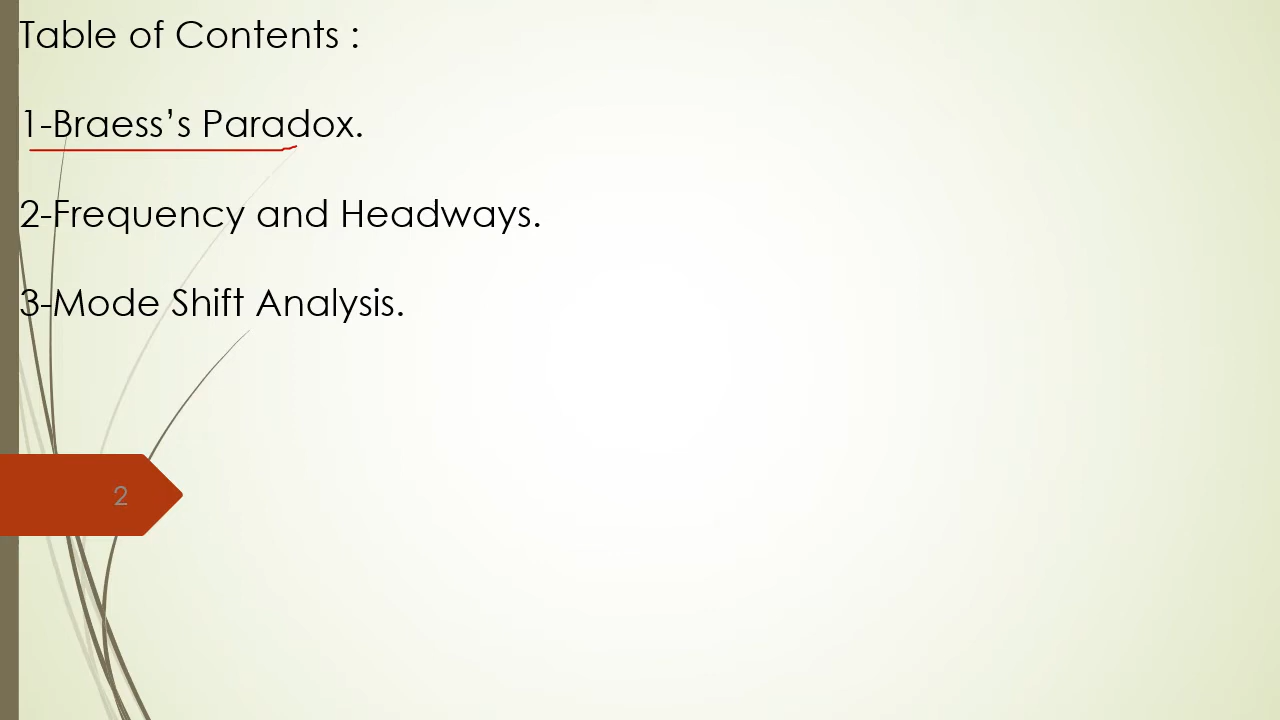 Table of Contents :
1-Braess’s Paradox.
2-Frequency and Headways.
3-Mode Shift Analysis.
2